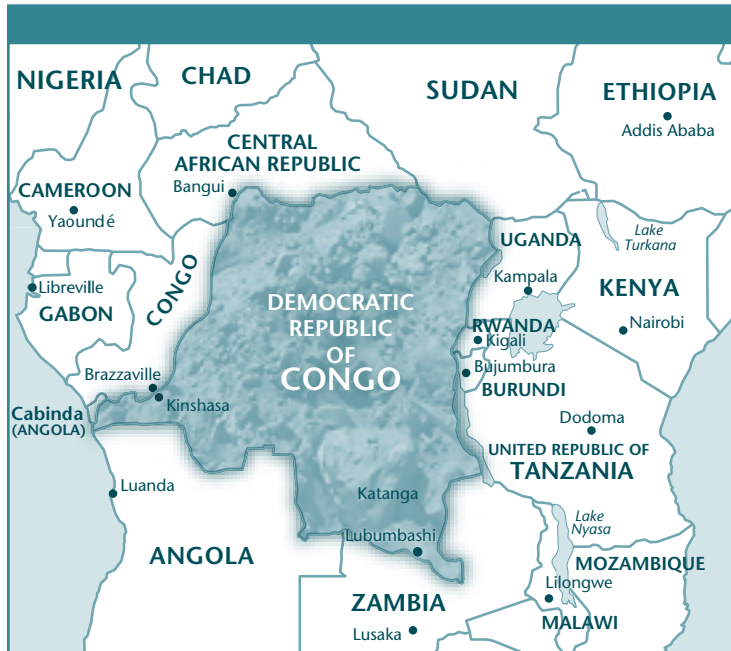 NIGERIA
CHAD
SUDAN
ETHIOPIA
Addis Ababa
CENTRAL
AFRICAN REPUBLIC
Bangui
CAMEROON
Yaoundé
UGANDA
Lake
Turkana
Kampala
Libreville
GABON
CONGO
KENYA
Nairobi
DEMOCRATIC
REPUBLIC
OF
CONGO
RWANDA
Kigali
Bujumbura
BURUNDI
Brazzaville
Kinshasa
Cabinda
(ANGOLA)
Dodoma
UNITED REPUBLIC OF
TANZANIA
Luanda
Katanga
Lubumbashi
Lake
Nyasa
ANGOLA
MOZAMBIQUE
Lilongwe
MALAWI
ZAMBIA
Lusaka